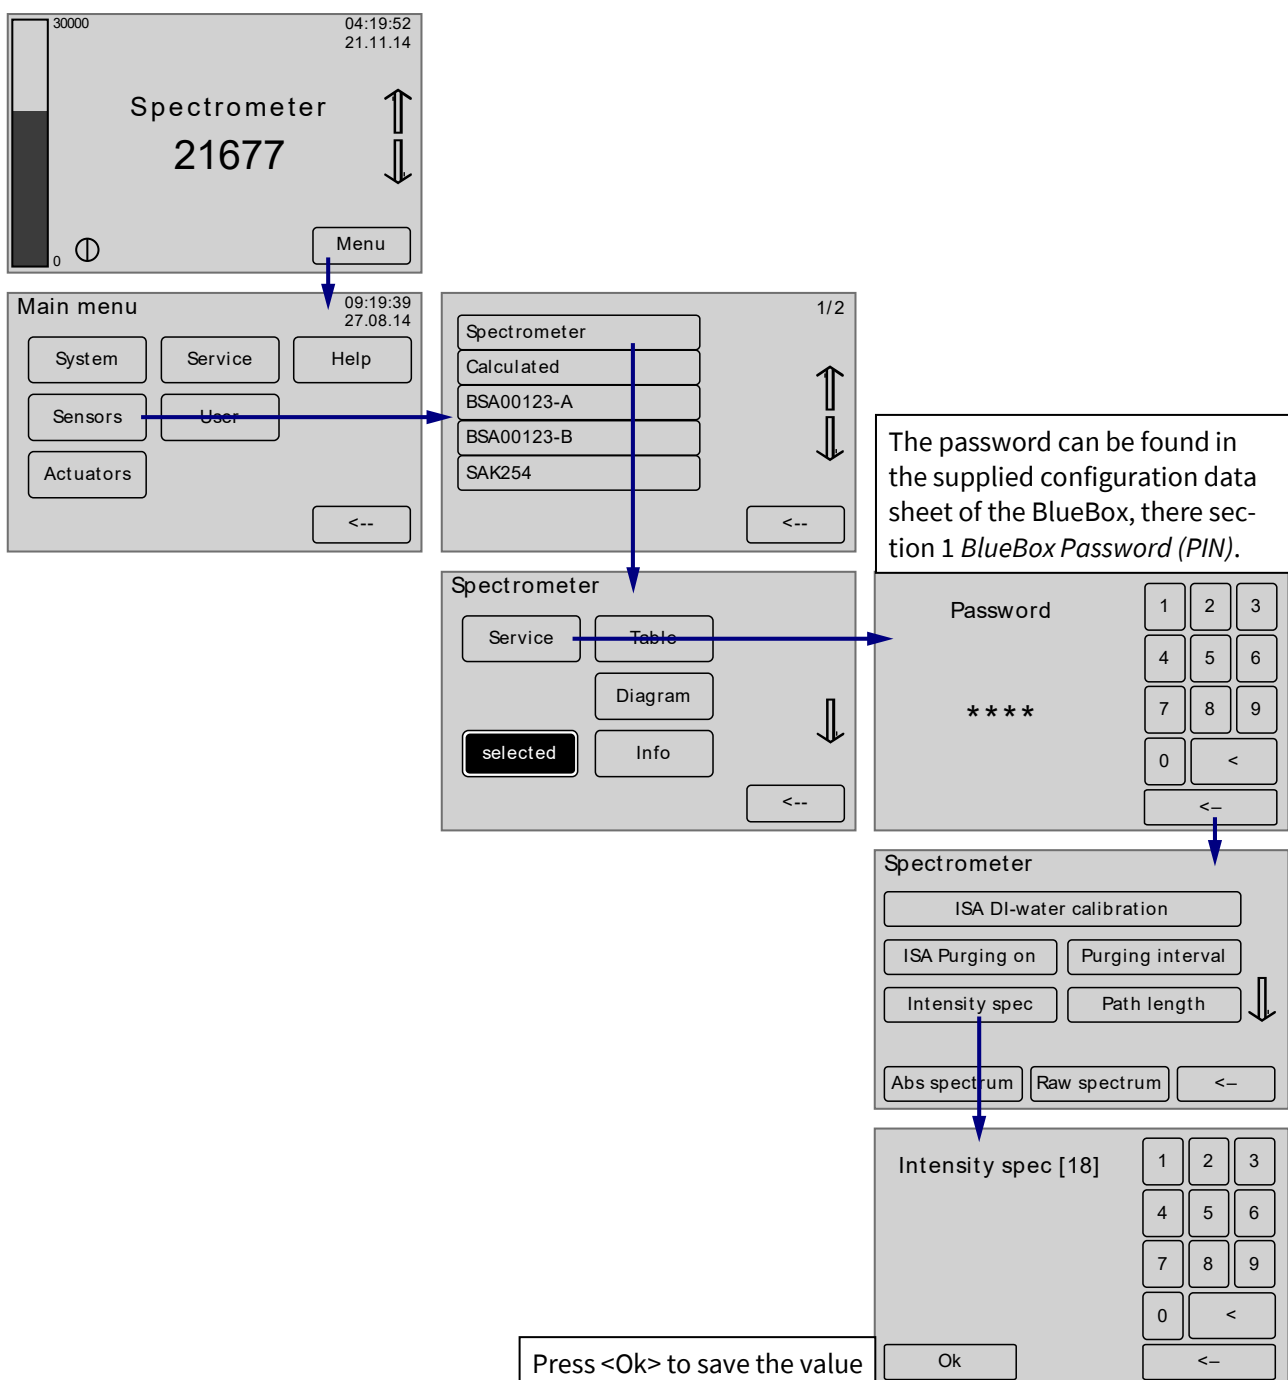 30000
04:19:52
21.11.14
Spectrometer
21677
0
Menu
Main menu
09:19:39
27.08.14
System
Service
Help
Sensors
User
Actuators
<--
1/2
Spectrometer
Calculated
BSA00123-A
BSA00123-B
SAK254
<--
The password can be found in
the supplied configuration data
sheet of the BlueBox, there sec-
tion 1 BlueBox Password (PIN).
Spectrometer
Service
Table
Diagram
selected
Info
<--
Password
****
1 2 3
4 5 6
7 8 9
0 <
<–
Spectrometer
ISA DI-water calibration
ISA Purging on
Purging interval
Intensity spec
Path length
Abs spectrum
Raw spectrum
<–
Intensity spec [18]
1 2 3
4 5 6
7 8 9
0 <
Press <Ok> to save the value
Ok
<–